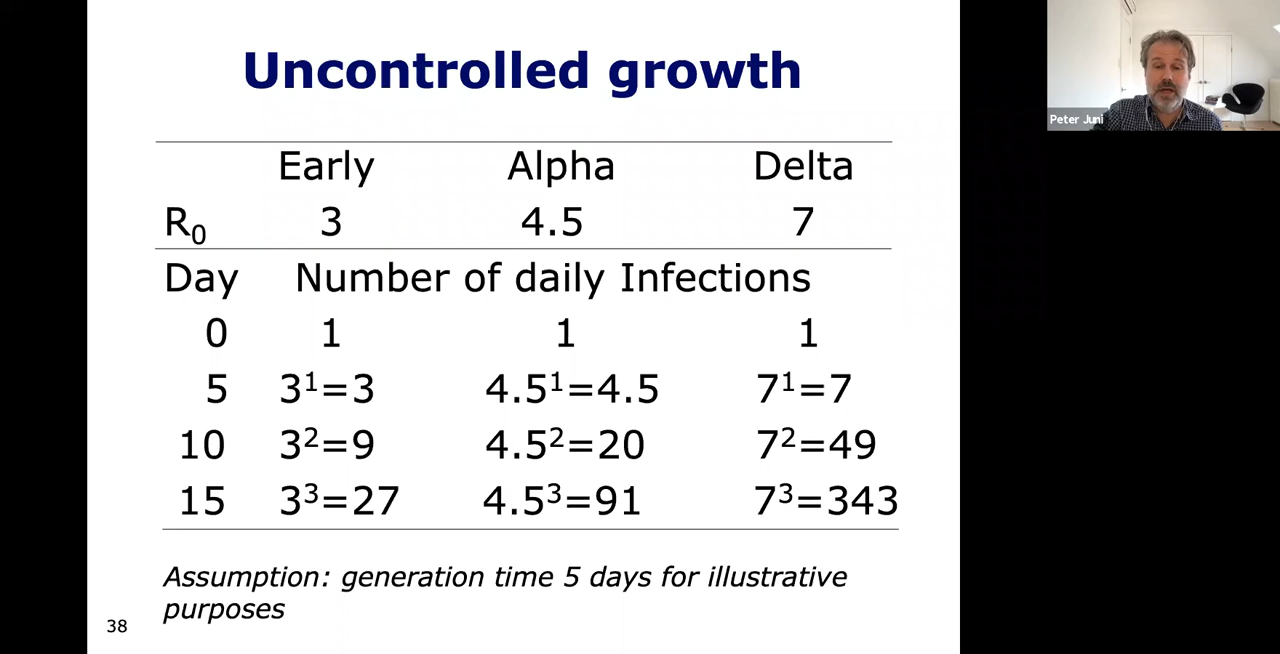 Uncontrolled growth
Peter Juni
Early Alpha Delta
R₀ 3 4.5 7
Day Number of daily Infections
0 1 1 1
5 3¹=3 4.5¹=4.5 7¹=7
10 3²=9 4.5²=20 7²=49
15 3³=27 4.5³=91 7³=343
Assumption: generation time 5 days for illustrative
purposes
38